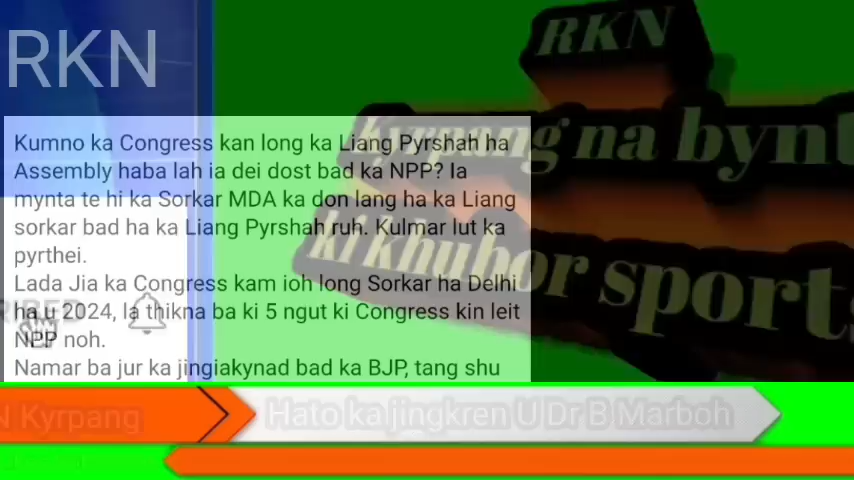 RKN
RKN
kyrpang na bynt
ki khubor sports
Kumno ka Congress kan long ka Liang Pyrshah ha
Assembly haba lah ia dei dost bad ka NPP? Ia
mynta te hi ka Sorkar MDA ka don lang ha ka Liang
sorkar bad ha ka Liang Pyrshah ruh. Kulmar lut ka
pyrthei.
Lada Jia ka Congress kam ioh long Sorkar ha Delhi
ha u 2024, la thikna ba ki 5 ngut ki Congress kin leit
NPP noh.
Namar ba jur ka jingiakynad bad ka BJP, tang shu
N Kyrpang
Hato ka jingkren U Dr B Marboh